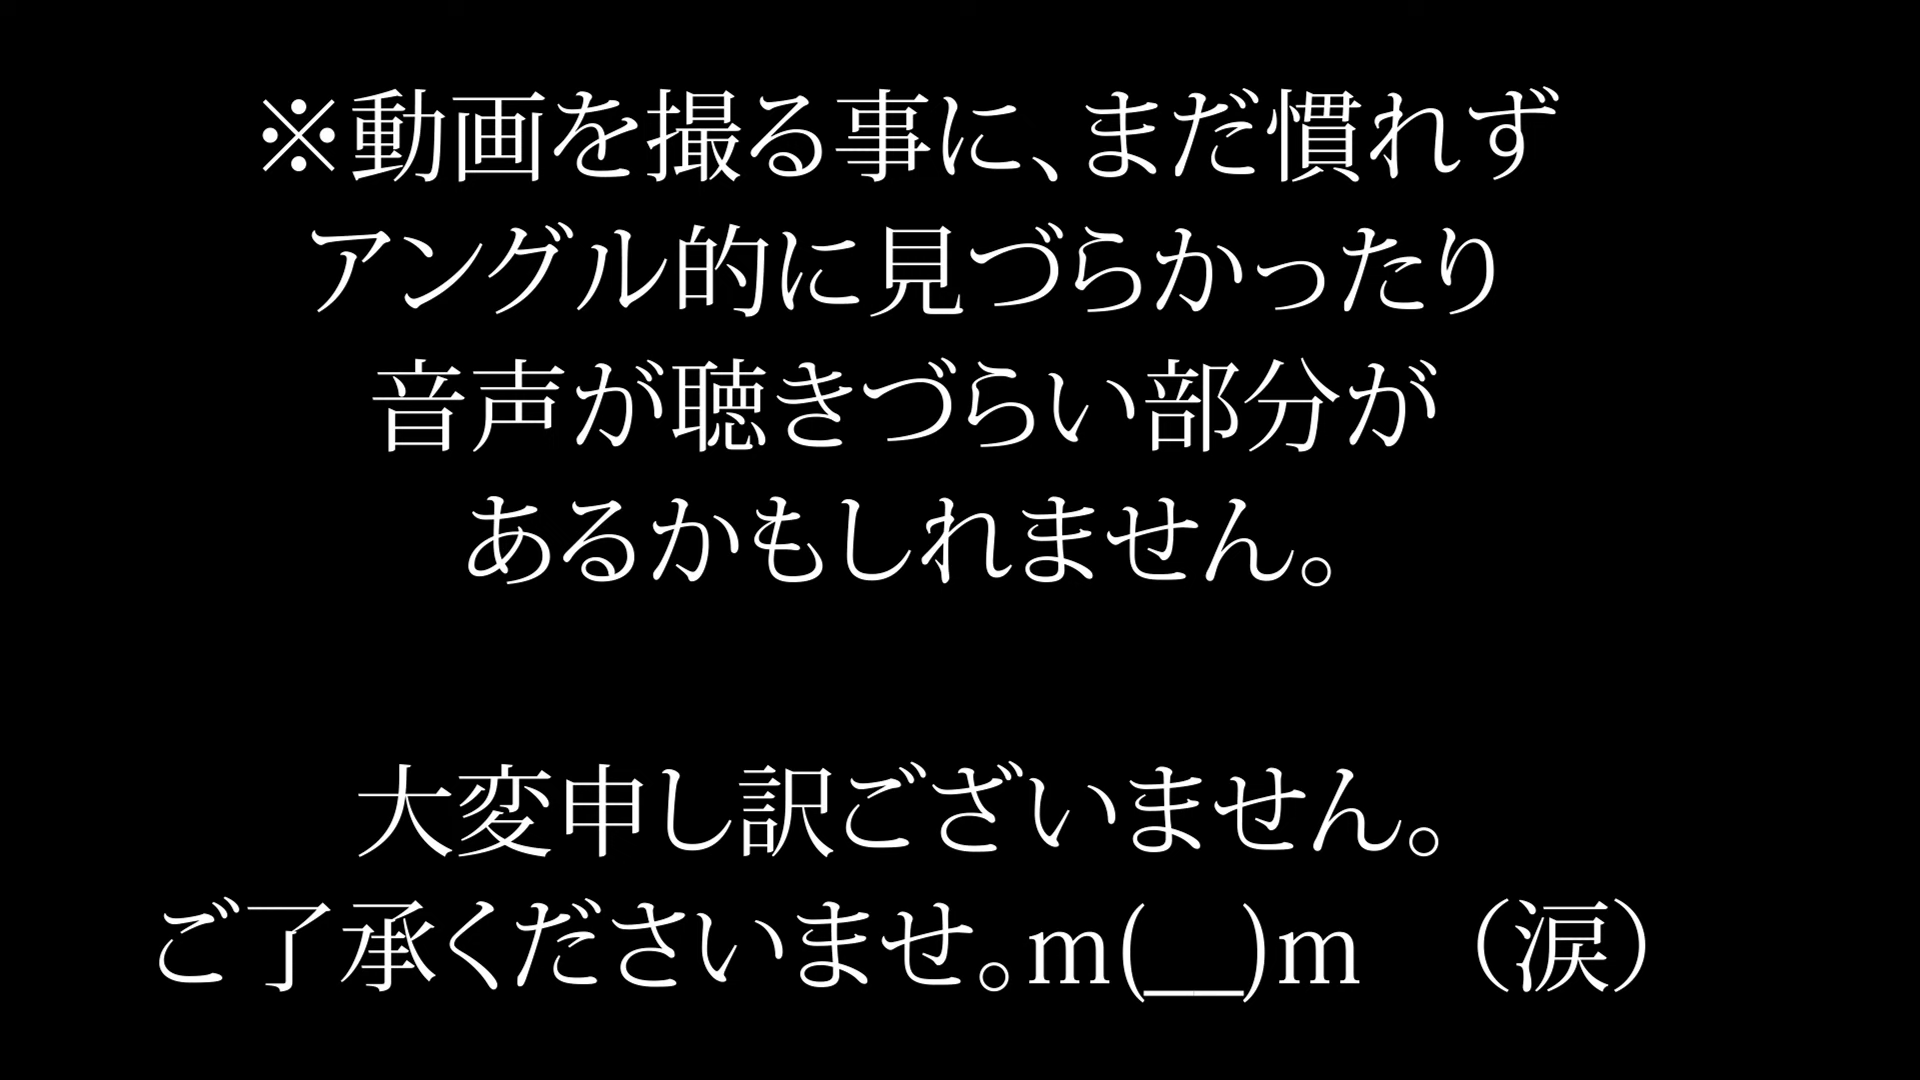 ※動画を撮る事に、まだ慣れず
アングル的に見づらかったり
音声が聴きづらい部分が
あるかもしれません。
大変申し訳ございません。
ご了承くださいませ。m(__)m　（涙）